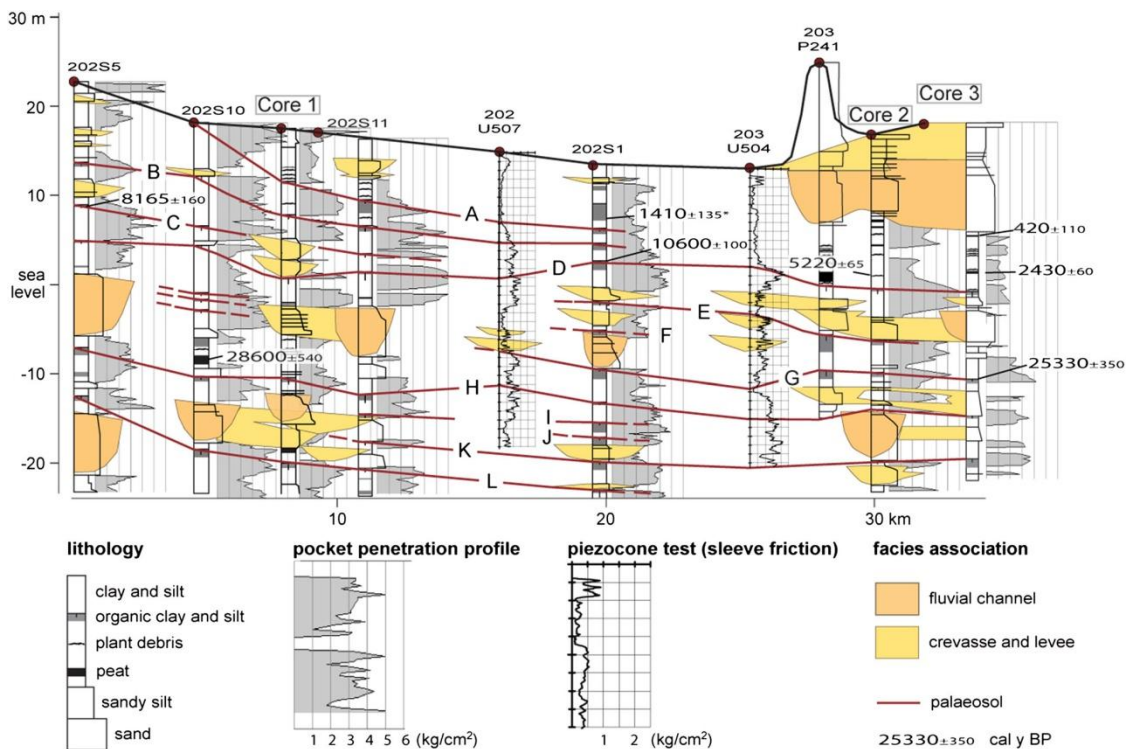 30 m
20
10
sea
level
-10
-20
202S5
202S10
Core 1
202S11
202
U507
202S1
203
U504
203
P241
Core 2
Core 3
B
8165±160
C
A
1410±135*
10600±100
D
5220±65
420±110
2430±60
E
F
28600±540
H
G
25330±350
I
J
K
L
10
20
30 km
lithology
clay and silt
organic clay and silt
plant debris
peat
sandy silt
sand
pocket penetration profile
1 2 3 4 5 6 (kg/cm²)
piezocone test (sleeve friction)
1 2 (kg/cm²)
facies association
fluvial channel
crevasse and levee
palaeosol
25330±350 cal y BP